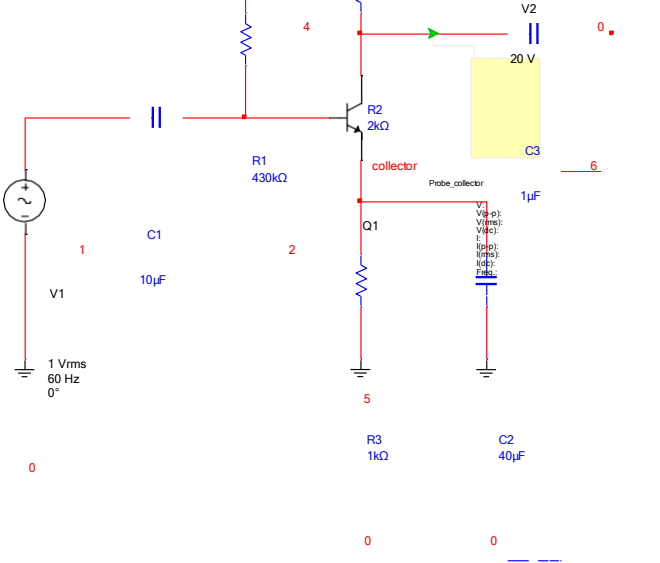 V2
4
0
20 V
R2
2kΩ
C3
R1
430kΩ
collector
6
Probe_collector
1µF
V:
V(p-p):
V(rms):
V(dc):
I:
I(p-p):
I(rms):
I(dc):
Freq.:
Q1
C1
1
2
10µF
V1
1 Vrms
60 Hz
0°
5
R3
1kΩ
C2
40µF
0
0
0